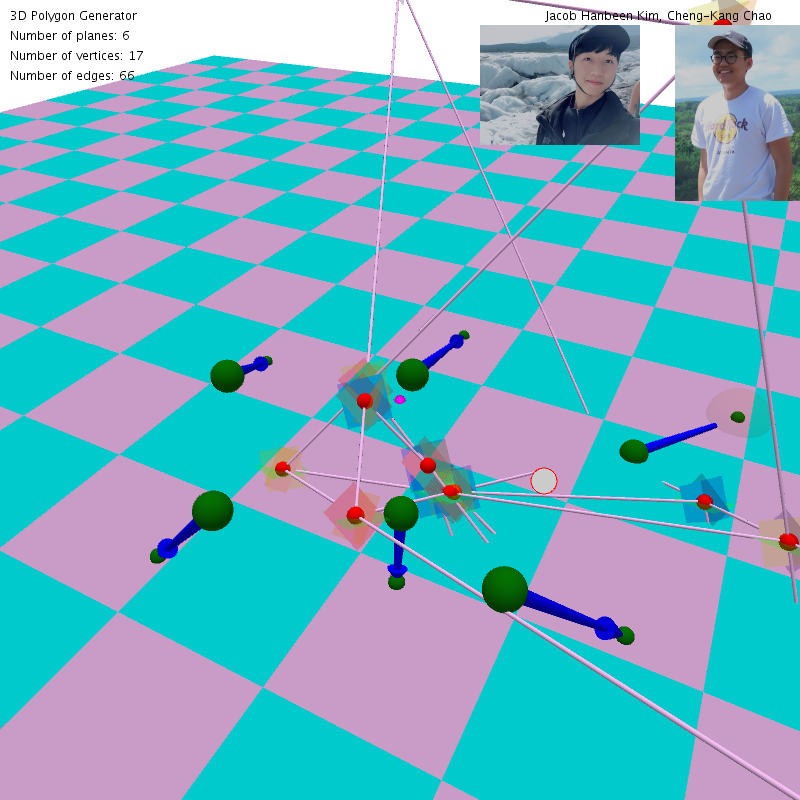 3D Polygon Generator
Jacob Hanbeen Kim, Cheng-Kang Chao
Number of planes: 6
Number of vertices: 17
Number of edges: 66